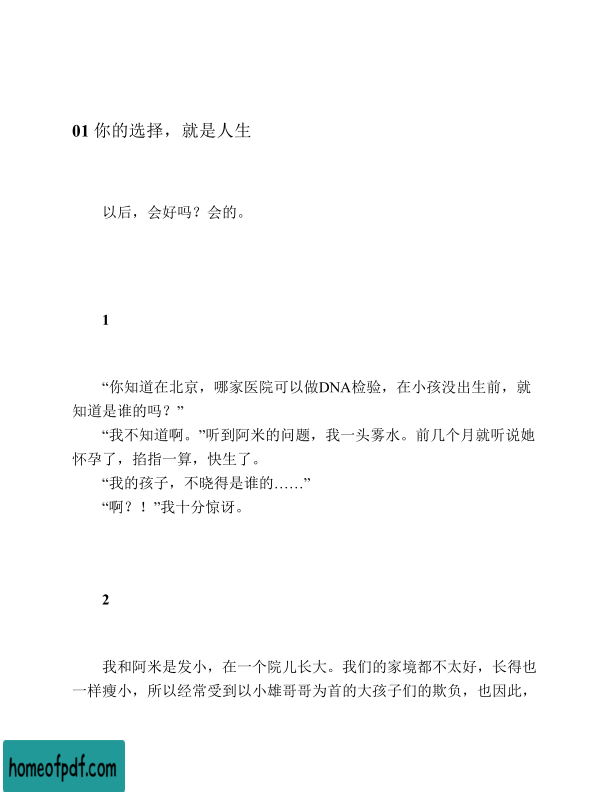 01 你的选择，就是人生
以后，会好吗？会的。
1
“你知道在北京，哪家医院可以做DNA检验，在小孩没出生前，就
知道是谁的吗？”
“我不知道啊。”听到阿米的问题，我一头雾水。前几个月就听说她
怀孕了，掐指一算，快生了。
“我的孩子，不晓得是谁的……”
“啊？！”我十分惊讶。
2
我和阿米是发小，在一个院儿长大。我们的家境都不太好，长得也
一样瘦小，所以经常受到以小雄哥哥为首的大孩子们的欺负，也因此，
homeofpdf.com